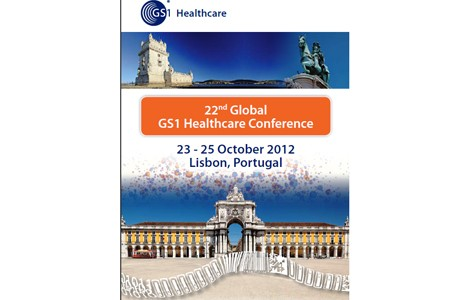 GS1 Healthcare
22nd Global
GS1 Healthcare Conference
23 - 25 October 2012
Lisbon, Portugal